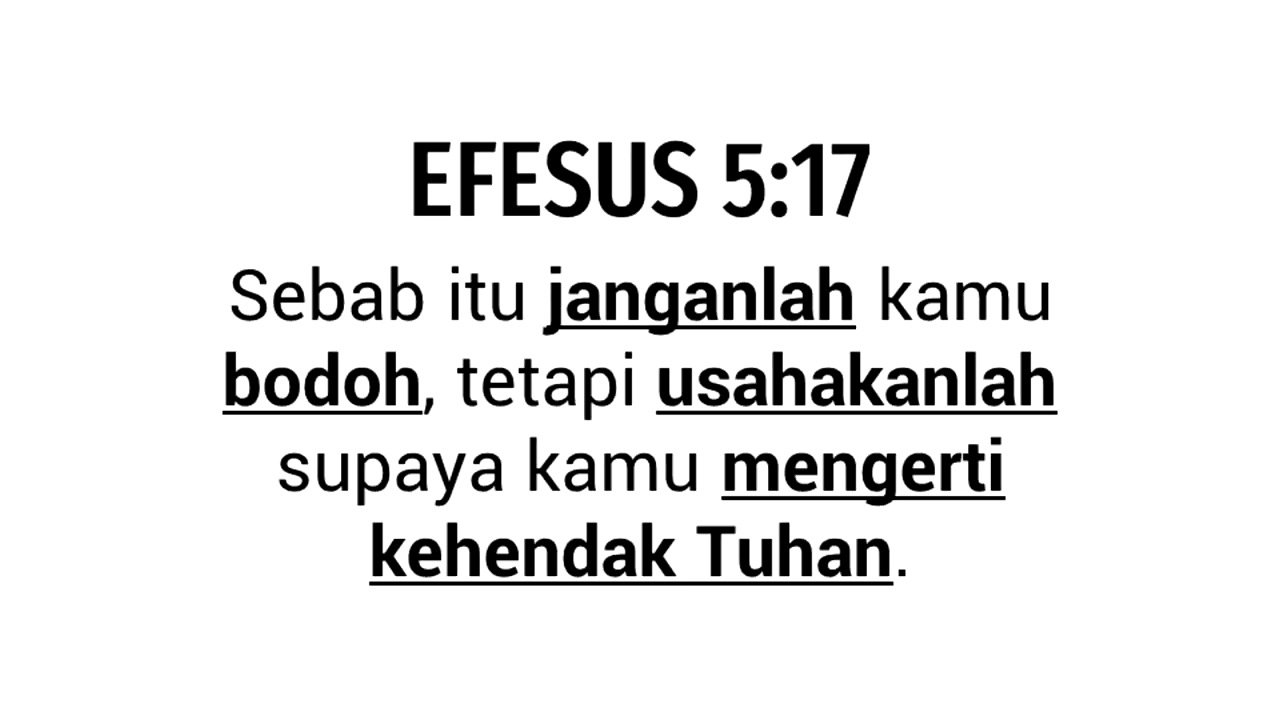 EFESUS 5:17
Sebab itu janganlah kamu
bodoh, tetapi usahakanlah
supaya kamu mengerti
kehendak Tuhan.